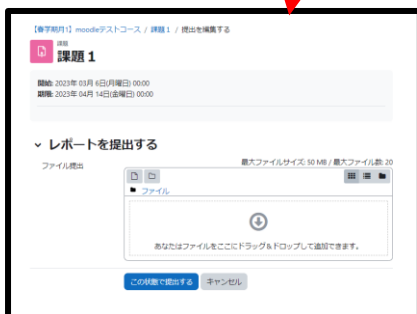 【春学期月1】moodleテストコース / 課題1 / 提出を編集する
課題
課題 1
開始: 2023年 03月 6日(月曜日) 00:00
期限: 2023年 04月 14日(金曜日) 00:00
レポートを提出する
ファイル提出
最大ファイルサイズ: 50 MB / 最大ファイル数: 20
ファイル
あなたはファイルをここにドラッグ&ドロップして追加できます。
この状態で提出する キャンセル